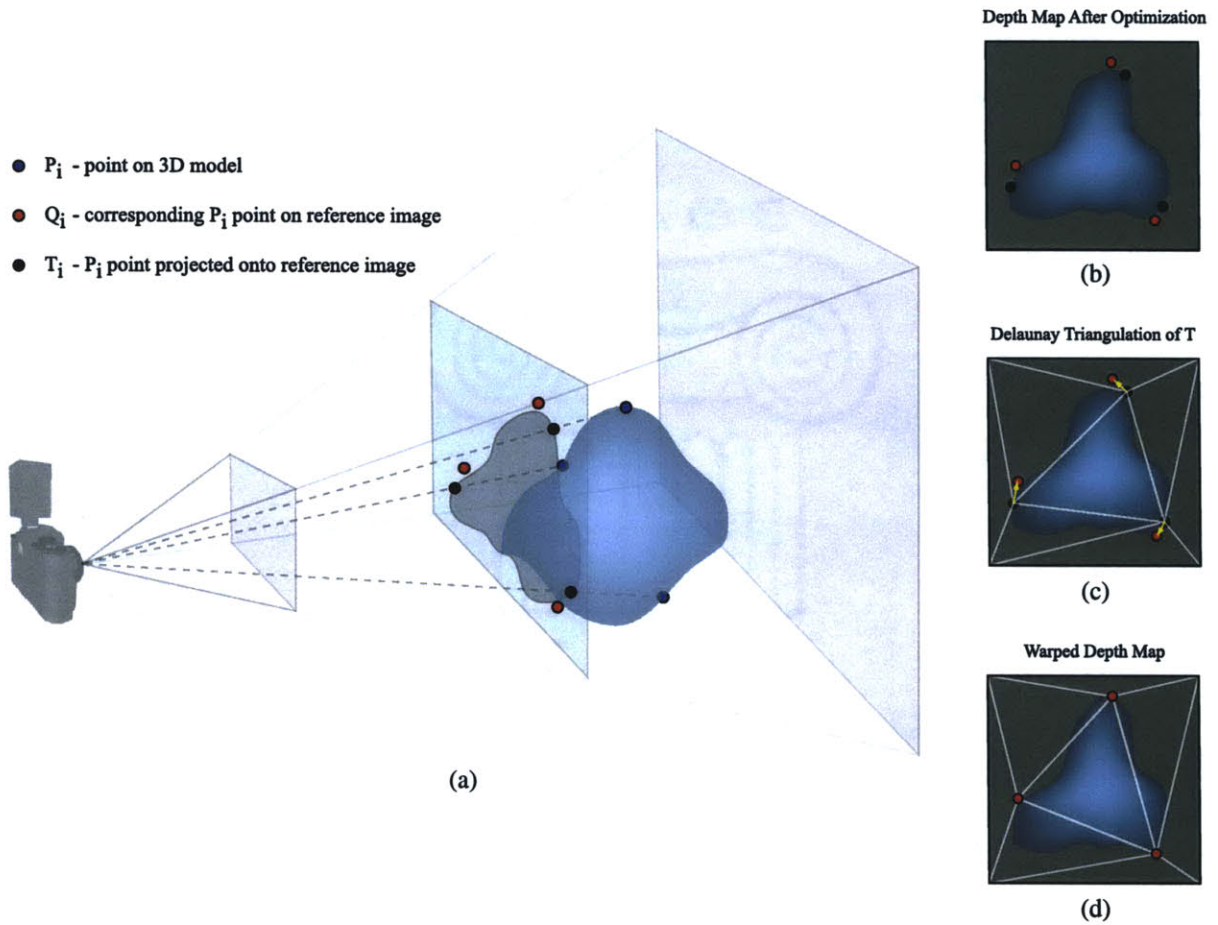 Depth Map After Optimization
P_i - point on 3D model
Q_i - corresponding P_i point on reference image
T_i - P_i point projected onto reference image
(b)
Delaunay Triangulation of T
(c)
Warped Depth Map
(a)
(d)